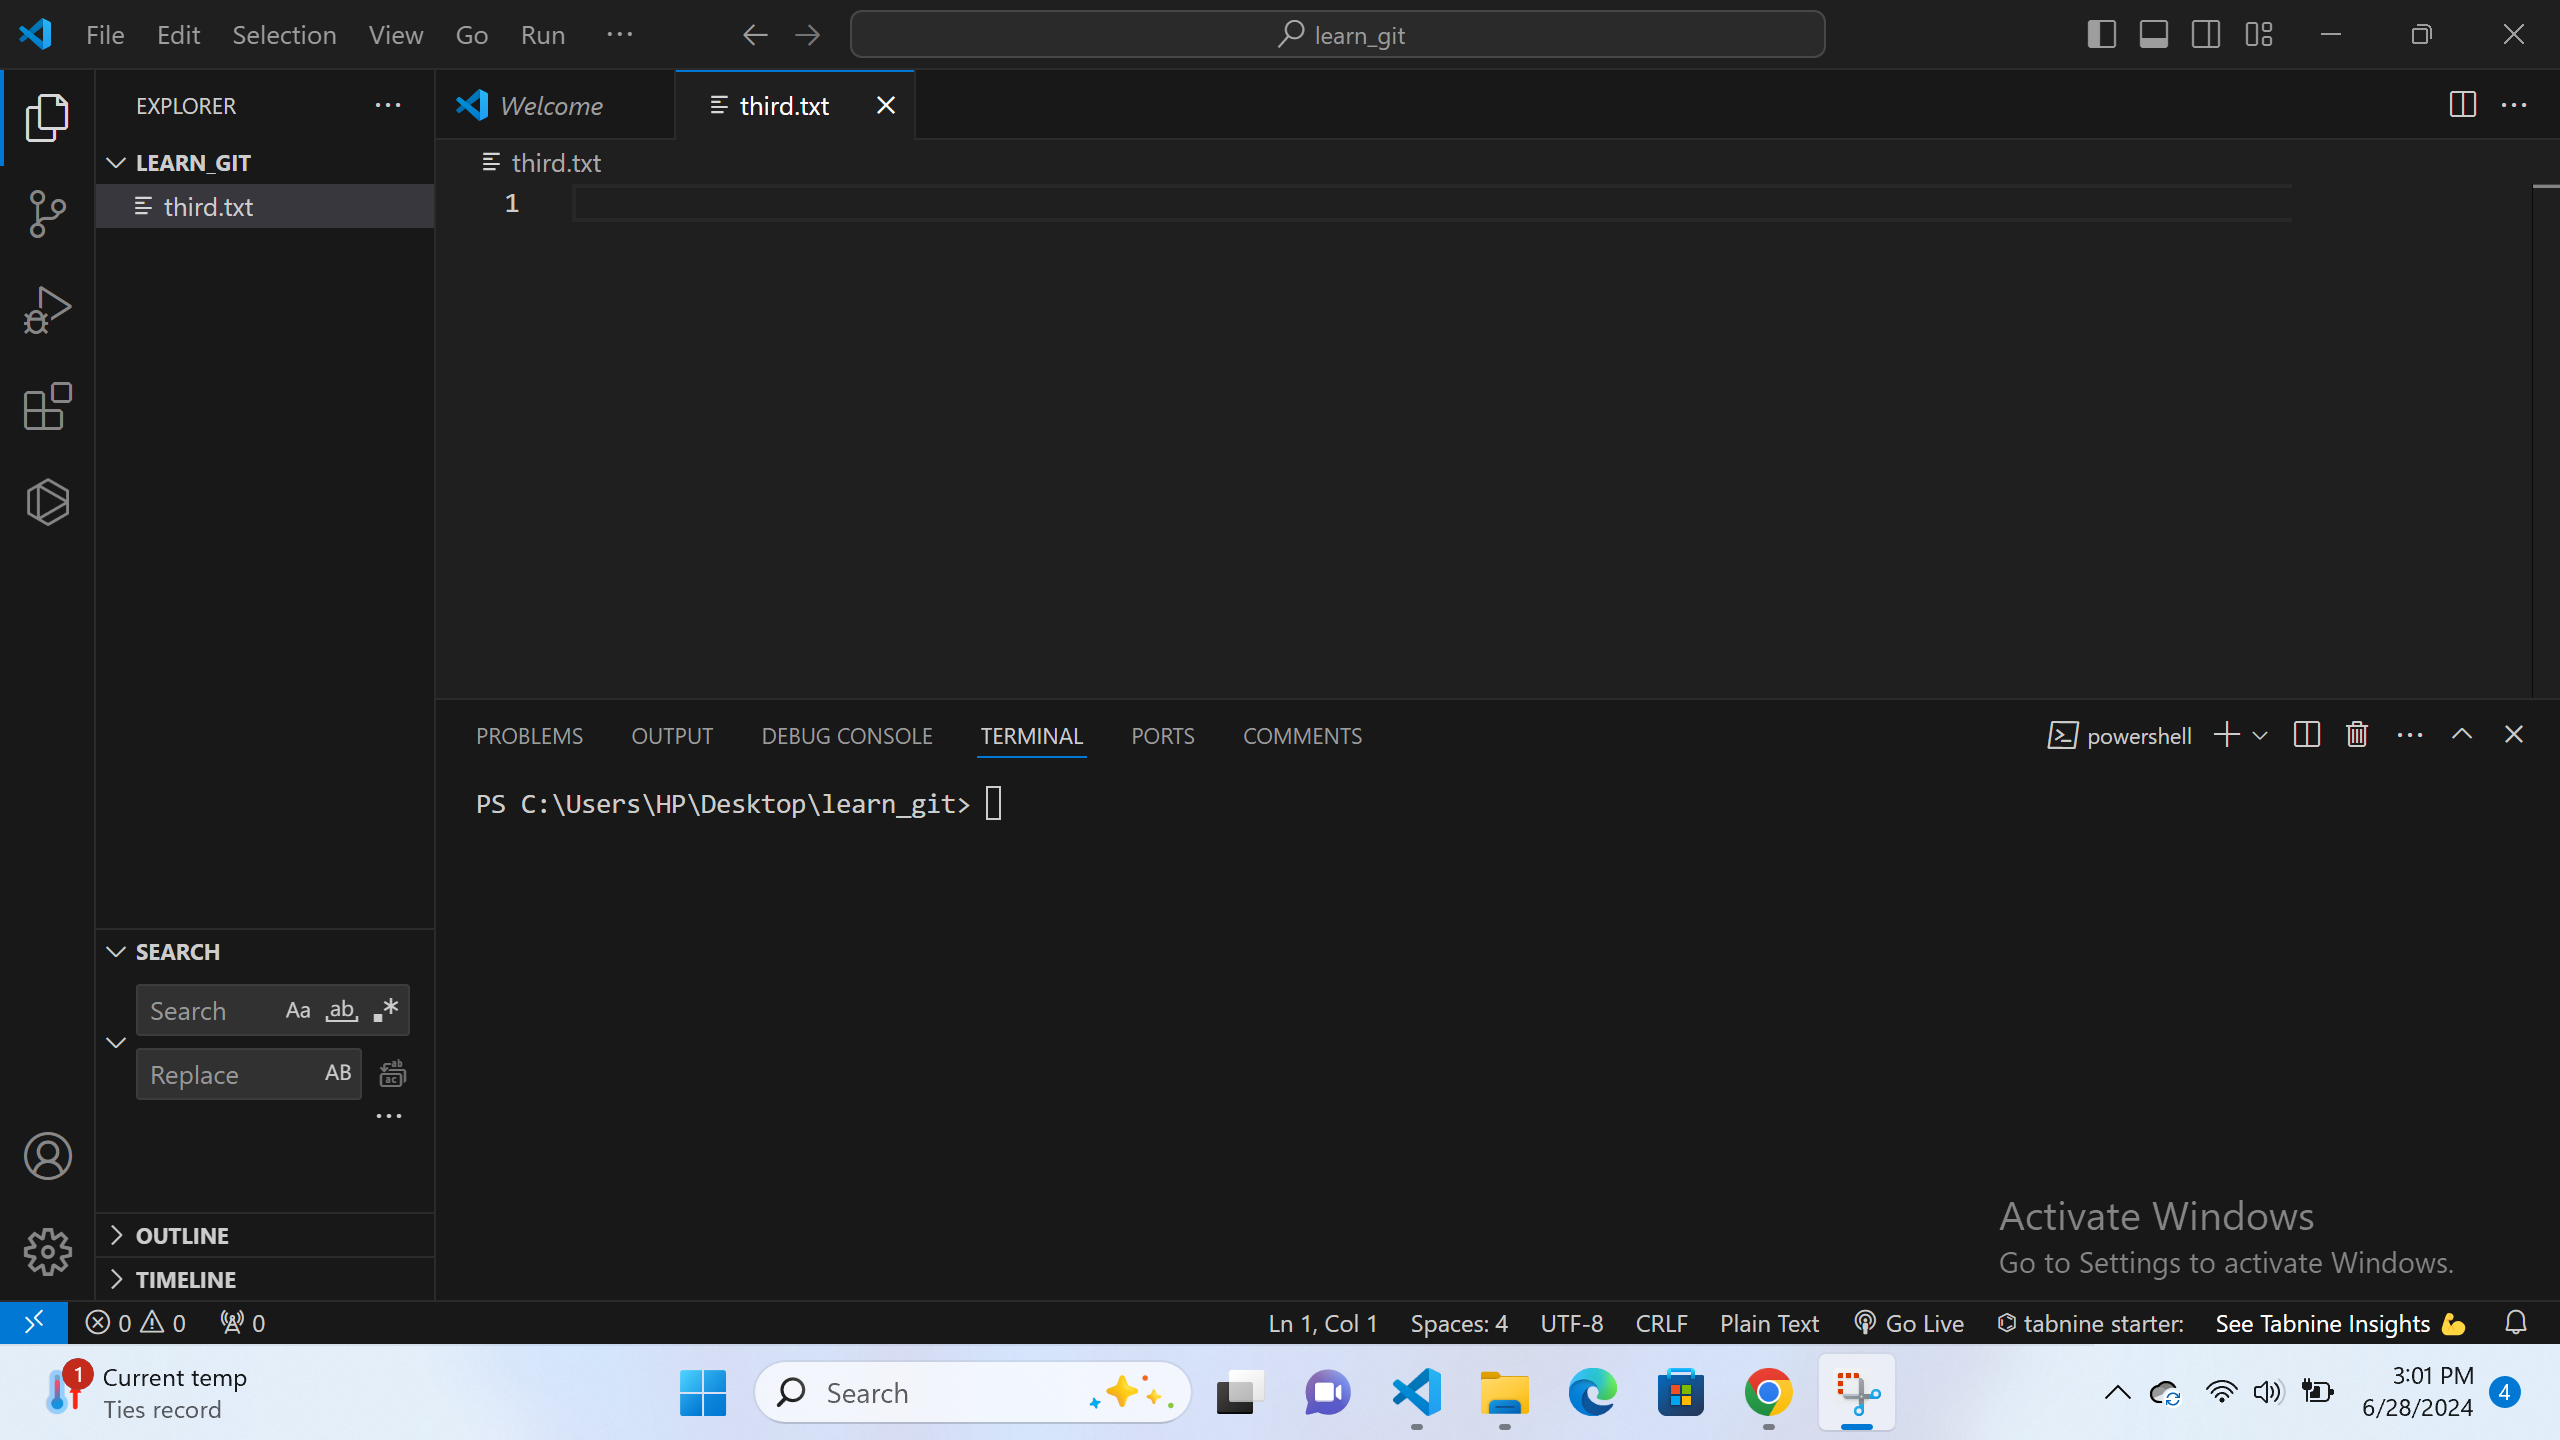 File Edit Selection View Go Run ···
learn_git
EXPLORER ···
LEARN_GIT
third.txt
Welcome
third.txt
third.txt
1
PROBLEMS OUTPUT DEBUG CONSOLE TERMINAL PORTS COMMENTS
powershell
PS C:\Users\HP\Desktop\learn_git>
SEARCH
Search Aa ab .*
Replace AB
OUTLINE
TIMELINE
Activate Windows
Go to Settings to activate Windows.
0 0 0
Ln 1, Col 1 Spaces: 4 UTF-8 CRLF Plain Text Go Live tabnine starter: See Tabnine Insights 💪
1
Current temp
Ties record
Search
3:01 PM
6/28/2024
4